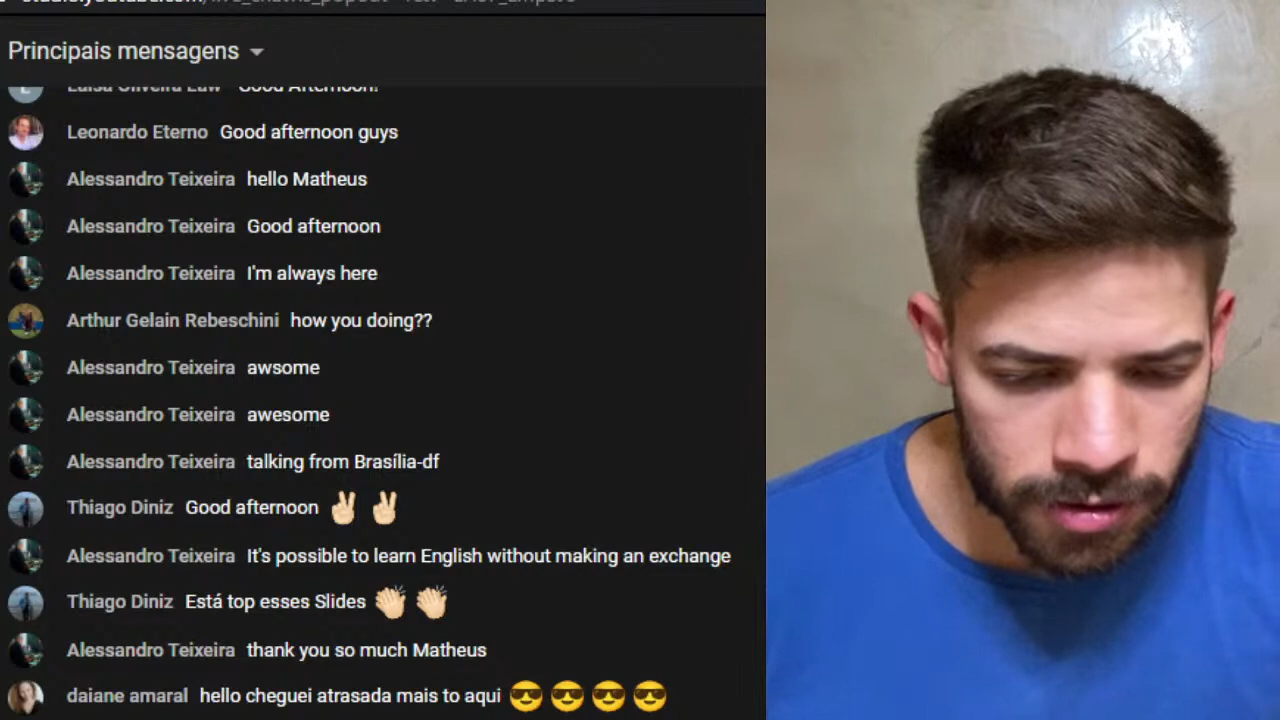 Principais mensagens
Good Afternoon!
Leonardo Eterno Good afternoon guys
Alessandro Teixeira hello Matheus
Alessandro Teixeira Good afternoon
Alessandro Teixeira I'm always here
Arthur Gelain Rebeschini how you doing??
Alessandro Teixeira awsome
Alessandro Teixeira awesome
Alessandro Teixeira talking from Brasília-df
Thiago Diniz Good afternoon ✌🏻 ✌🏻
Alessandro Teixeira It's possible to learn English without making an exchange
Thiago Diniz Está top esses Slides 👏🏻 👏🏻
Alessandro Teixeira thank you so much Matheus
daiane amaral hello cheguei atrasada mais to aqui 😎 😎 😎 😎